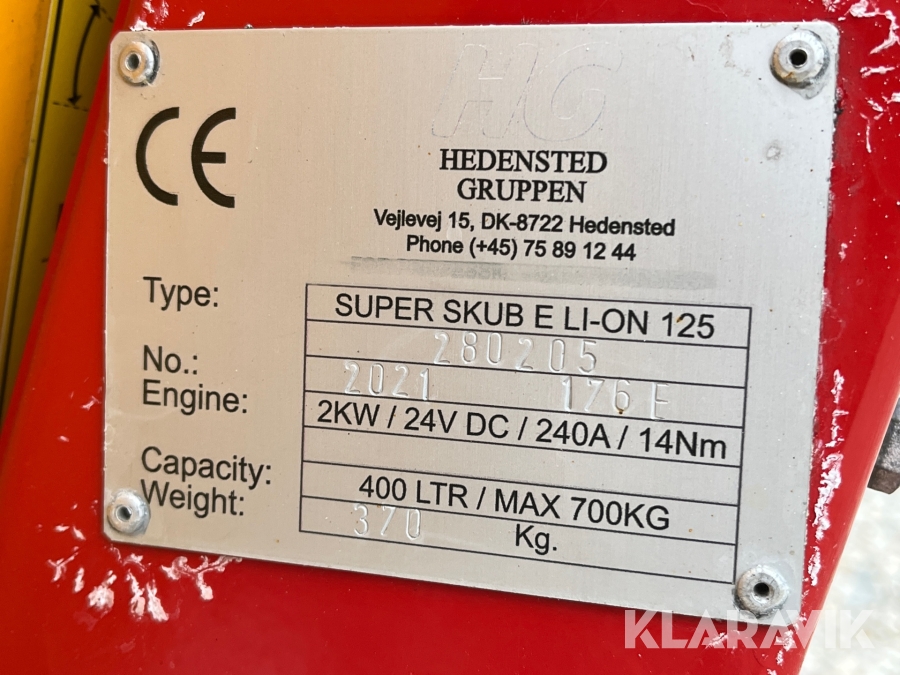 HG
CE
HEDENSTED
GRUPPEN
Vejlevej 15, DK-8722 Hedensted
Phone (+45) 75 89 12 44
Type: SUPER SKUB E LI-ON 125
280205
No.: 2021 176 E
Engine: 2KW / 24V DC / 240A / 14Nm
Capacity: 400 LTR / MAX 700KG
Weight: 370 Kg.
KLARAVIK